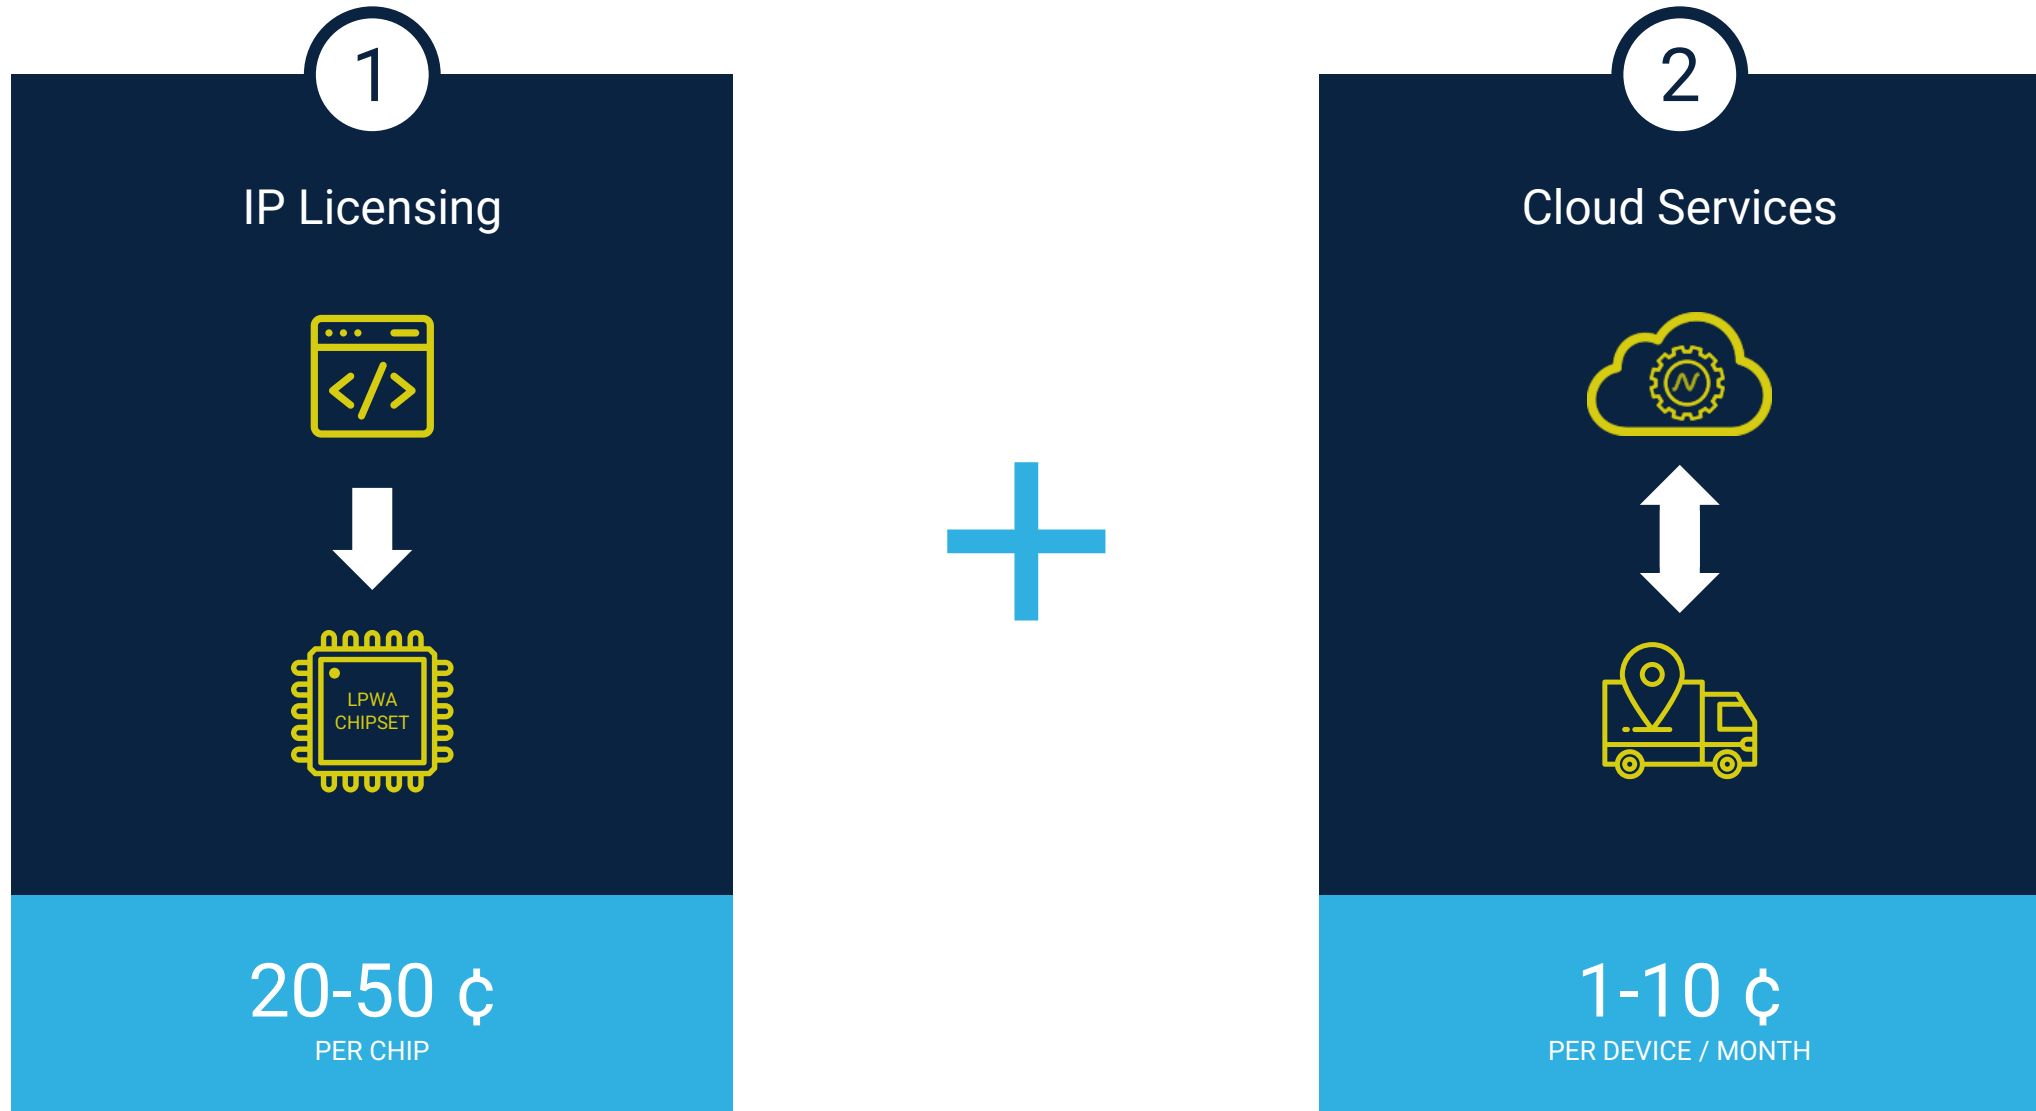 1
IP Licensing
LPWA
CHIPSET
20-50 ¢
PER CHIP
2
Cloud Services
1-10 ¢
PER DEVICE / MONTH